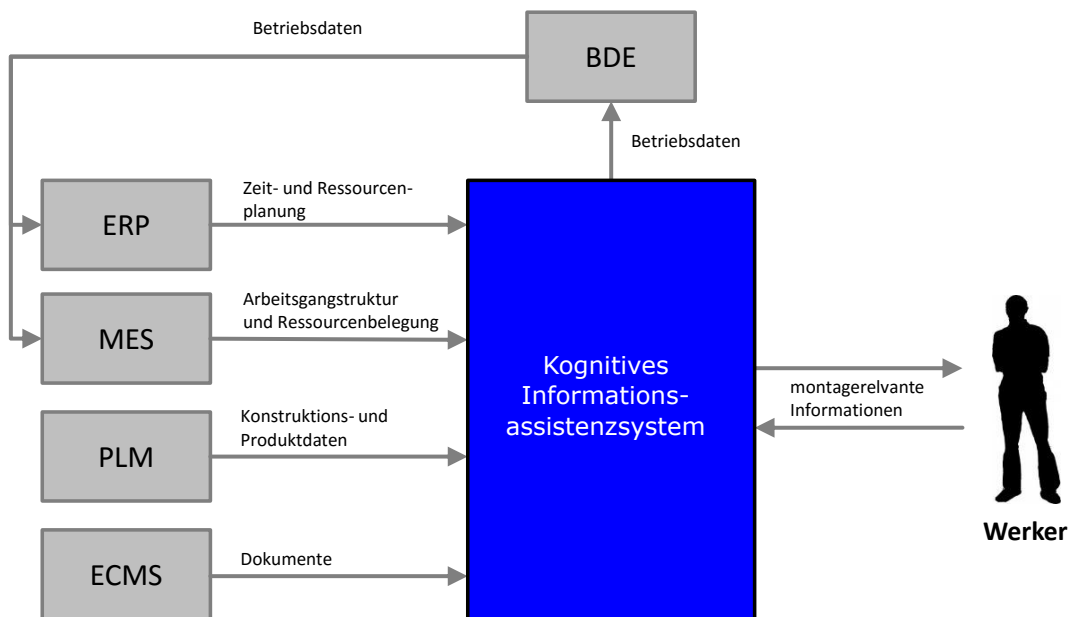 Betriebsdaten
BDE
Betriebsdaten
ERP
Zeit- und Ressourcen-
planung
MES
Arbeitsgangstruktur
und Ressourcenbelegung
Kognitives
Informations-
assistenzsystem
montagerelvante
Informationen
PLM
Konstruktions- und
Produktdaten
Werker
ECMS
Dokumente